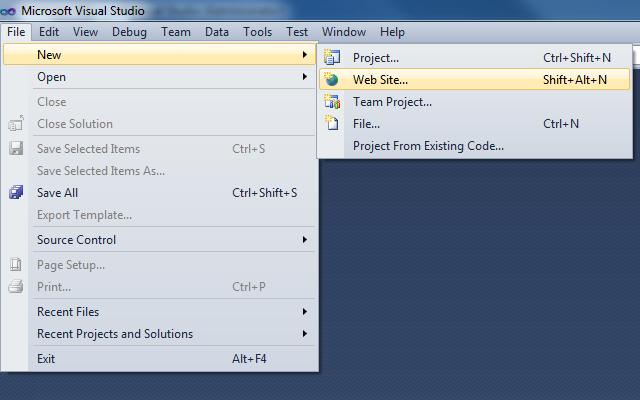 Microsoft Visual Studio
File Edit View Debug Team Data Tools Test Window Help
New
Project... Ctrl+Shift+N
Open
Web Site... Shift+Alt+N
Close
Team Project...
Close Solution
File... Ctrl+N
Save Selected Items Ctrl+S
Project From Existing Code...
Save Selected Items As...
Save All Ctrl+Shift+S
Export Template...
Source Control
Page Setup...
Print... Ctrl+P
Recent Files
Recent Projects and Solutions
Exit Alt+F4